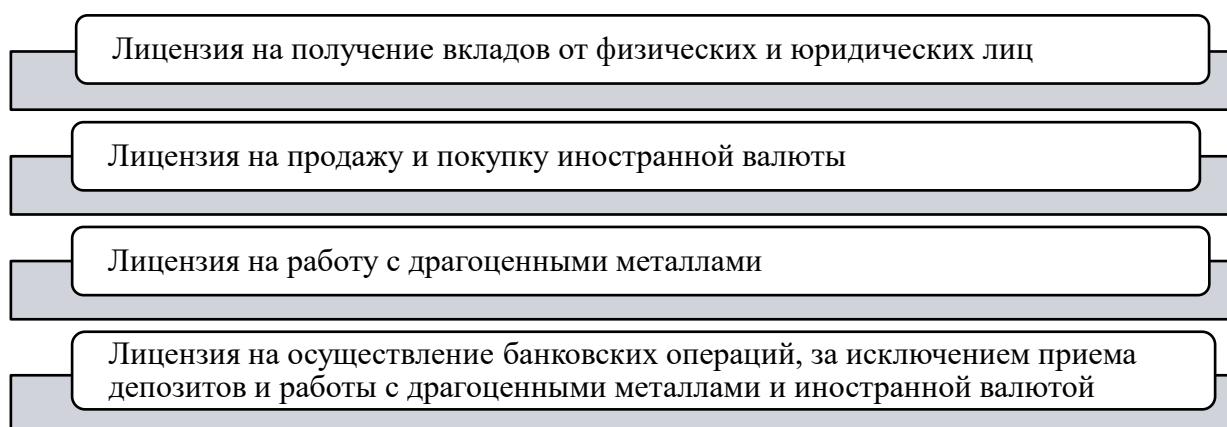 Лицензия на получение вкладов от физических и юридических лиц
Лицензия на продажу и покупку иностранной валюты
Лицензия на работу с драгоценными металлами
Лицензия на осуществление банковских операций, за исключением приема
депозитов и работы с драгоценными металлами и иностранной валютой